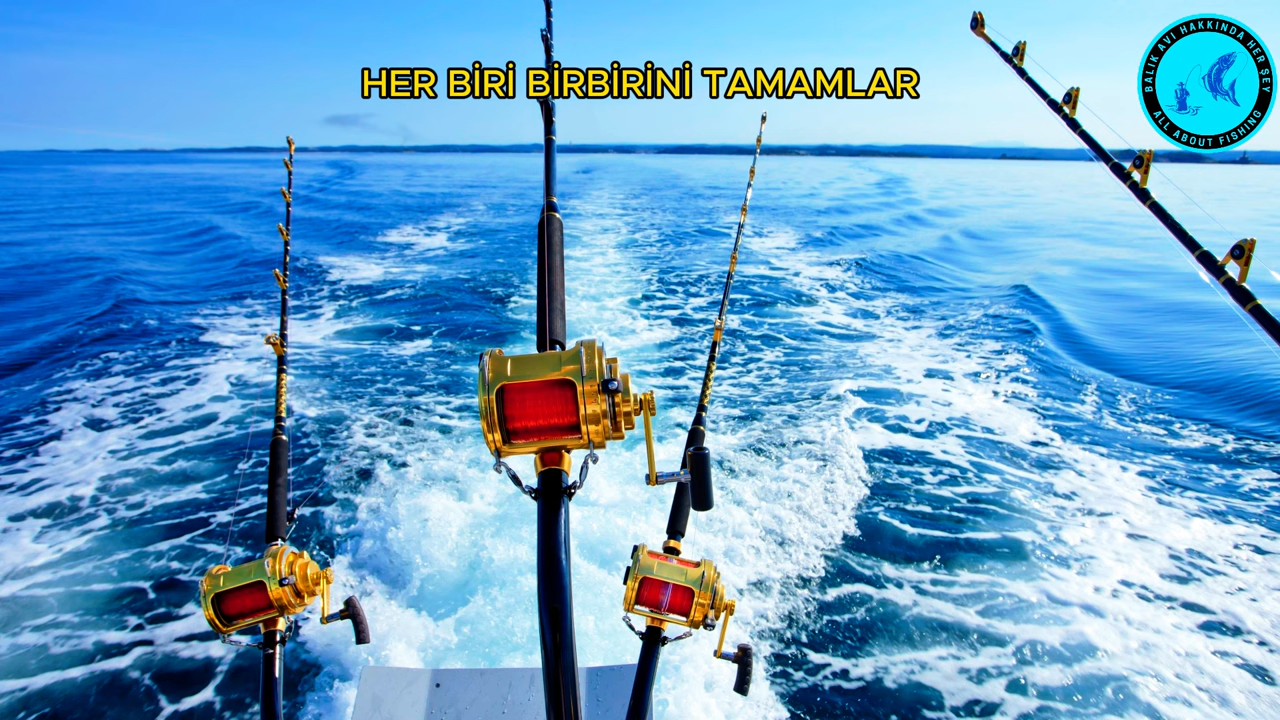 HER BİRİ BİRBİRİNİ TAMAMLAR
BALIK AVI HAKKINDA HER ŞEY
ALL ABOUT FISHING